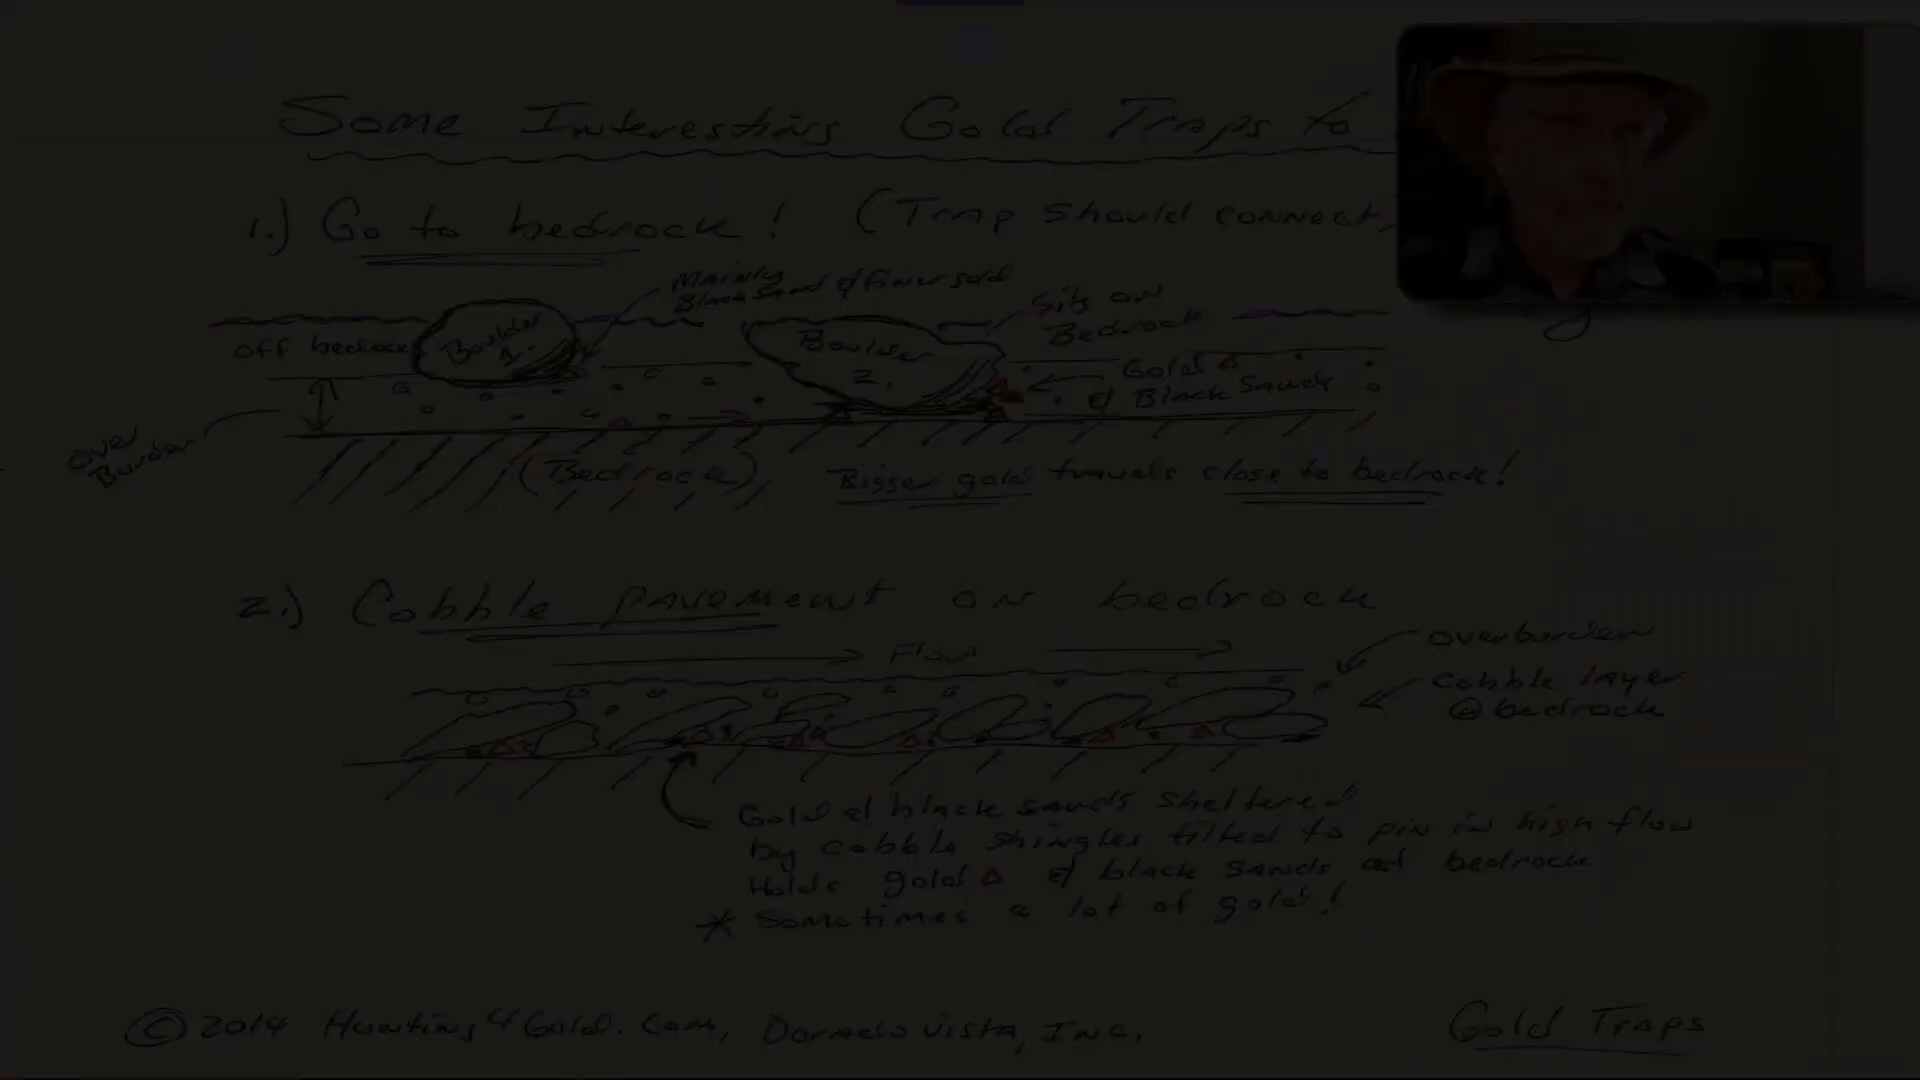 Some Interesting Gold Traps to
1.) Go to bedrock! (Trap should connect)
Mainly
Black Sand & finer gold
Sits on
Bedrock
off bedrock
Boulder
1.
Boulder
2.
Gold
& Black Sands
Over
Burden
(Bedrock)
Bigger gold travels close to bedrock!
2.) Cobble pavement on bedrock
Flow
overburden
cobble layer
@ bedrock
Gold & black sands sheltered
by cobble shingles tilted to pin in high flow
Holds gold & black sands at bedrock
* Sometimes a lot of gold!
© 2014 Hunting4Gold.com, Dorado Vista, Inc.
Gold Traps